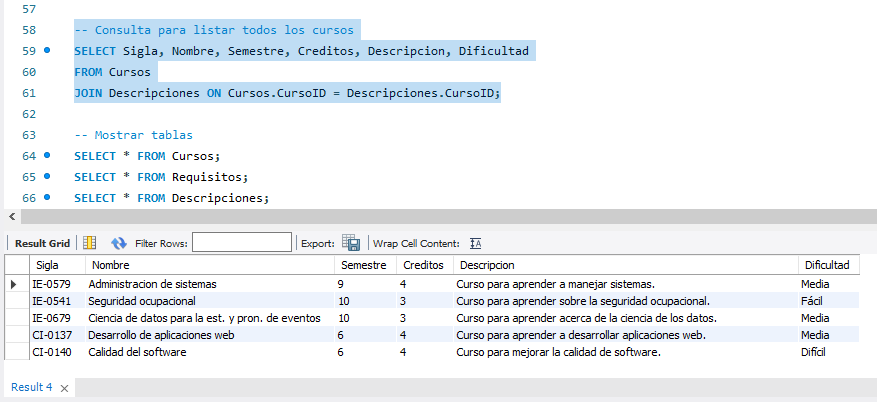 57
58 -- Consulta para listar todos los cursos
59 SELECT Sigla, Nombre, Semestre, Creditos, Descripcion, Dificultad
60 FROM Cursos
61 JOIN Descripciones ON Cursos.CursoID = Descripciones.CursoID;
62
63 -- Mostrar tablas
64 SELECT * FROM Cursos;
65 SELECT * FROM Requisitos;
66 SELECT * FROM Descripciones;
Result Grid Filter Rows: Export: Wrap Cell Content: IA
Sigla Nombre Semestre Creditos Descripcion Dificultad
IE-0579 Administracion de sistemas 9 4 Curso para aprender a manejar sistemas. Media
IE-0541 Seguridad ocupacional 10 3 Curso para aprender sobre la seguridad ocupacional. Fácil
IE-0679 Ciencia de datos para la est. y pron. de eventos 10 3 Curso para aprender acerca de la ciencia de los datos. Media
CI-0137 Desarrollo de aplicaciones web 6 4 Curso para aprender a desarrollar aplicaciones web. Media
CI-0140 Calidad del software 6 4 Curso para mejorar la calidad de software. Difícil
Result 4